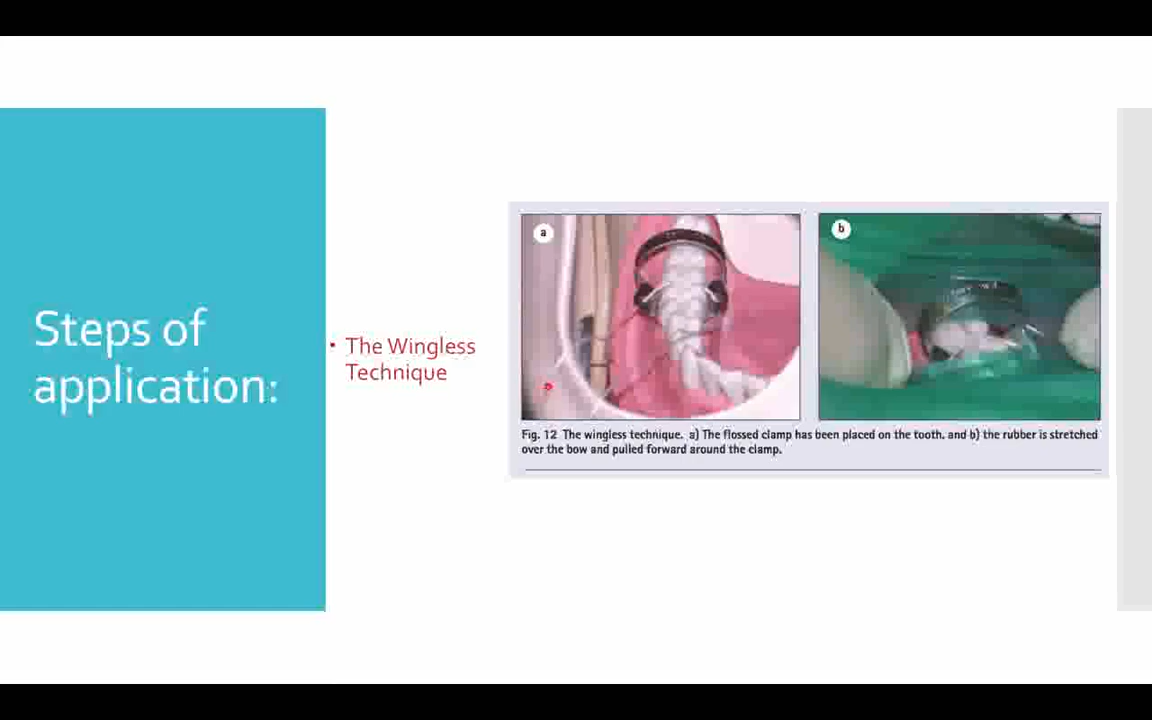 Steps of
application:
• The Wingless
Technique
a
b
Fig. 12 The wingless technique. a) The flossed clamp has been placed on the tooth, and b) the rubber is stretched
over the bow and pulled forward around the clamp.